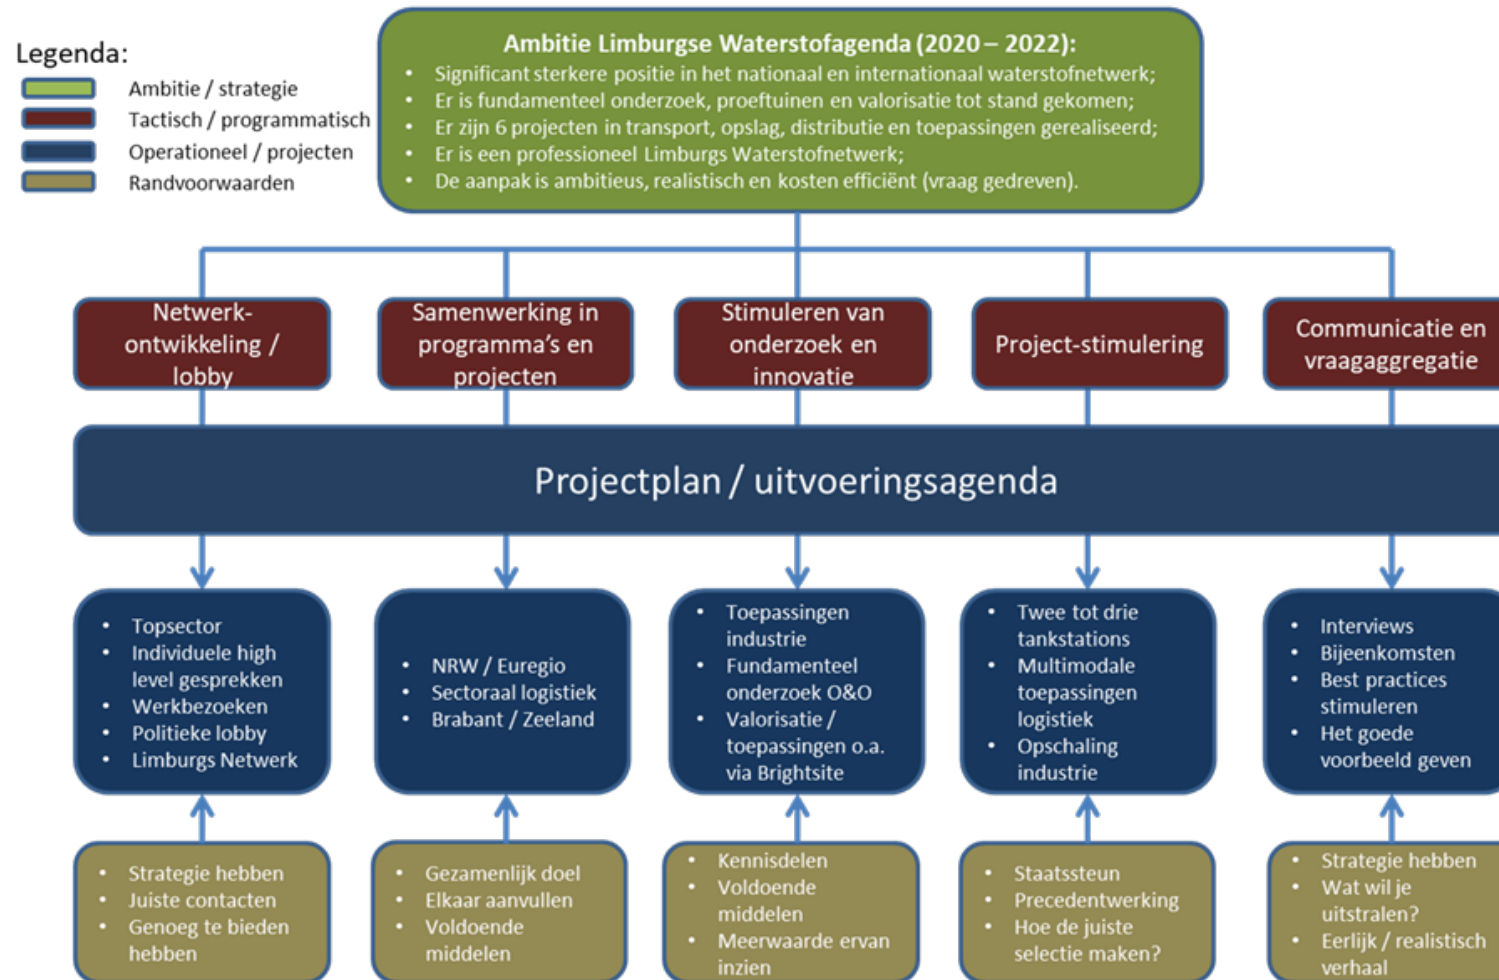 Legenda:
Ambitie / strategie
Tactisch / programmatisch
Operationeel / projecten
Randvoorwaarden
Ambitie Limburgse Waterstofagenda (2020 – 2022):
• Significant sterkere positie in het nationaal en internationaal waterstofnetwerk;
• Er is fundamenteel onderzoek, proeftuinen en valorisatie tot stand gekomen;
• Er zijn 6 projecten in transport, opslag, distributie en toepassingen gerealiseerd;
• Er is een professioneel Limburgs Waterstofnetwerk;
• De aanpak is ambitieus, realistisch en kosten efficiënt (vraag gedreven).
Netwerk-
ontwikkeling /
lobby
Samenwerking in
programma’s en
projecten
Stimuleren van
onderzoek en
innovatie
Project-stimulering
Communicatie en
vraagaggregatie
Projectplan / uitvoeringsagenda
• Topsector
• Individuele high
level gesprekken
• Werkbezoeken
• Politieke lobby
• Limburgs Netwerk
• NRW / Euregio
• Sectoraal logistiek
• Brabant / Zeeland
• Toepassingen
industrie
• Fundamenteel
onderzoek O&O
• Valorisatie /
toepassingen o.a.
via Brightsite
• Twee tot drie
tankstations
• Multimodale
toepassingen
logistiek
• Opschaling
industrie
• Interviews
• Bijeenkomsten
• Best practices
stimuleren
• Het goede
voorbeeld geven
• Strategie hebben
• Juiste contacten
• Genoeg te bieden
hebben
• Gezamenlijk doel
• Elkaar aanvullen
• Voldoende
middelen
• Kennisdelen
• Voldoende
middelen
• Meerwaarde ervan
inzien
• Staatssteun
• Precedentwerking
• Hoe de juiste
selectie maken?
• Strategie hebben
• Wat wil je
uitstralen?
• Eerlijk / realistisch
verhaal